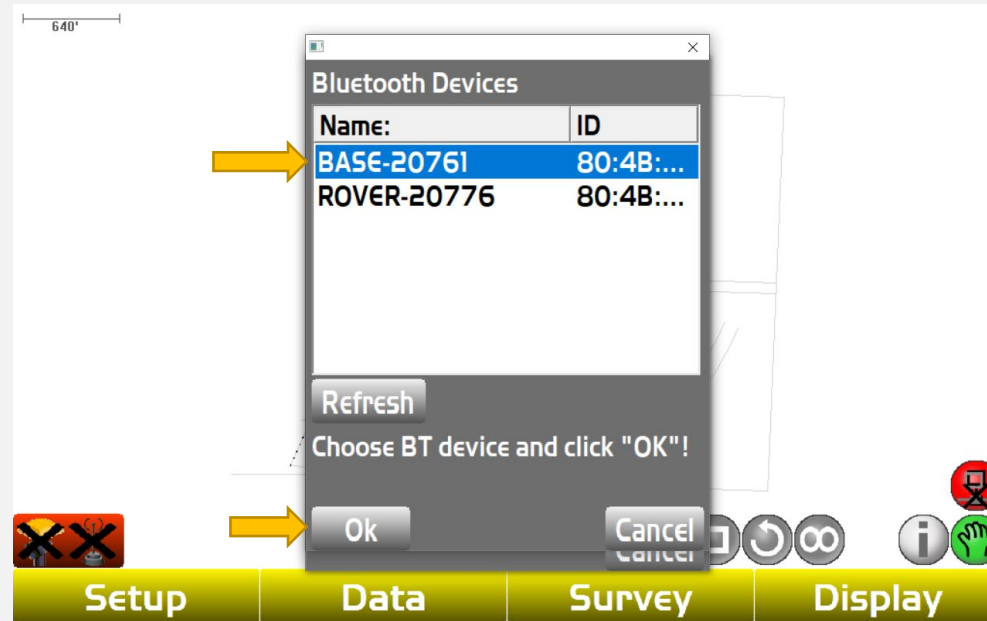 640'
Bluetooth Devices
Name: ID
BASE-20761 80:4B:...
ROVER-20776 80:4B:...
Refresh
Choose BT device and click "OK"!
Ok Cancel
Cancel
i
Setup Data Survey Display